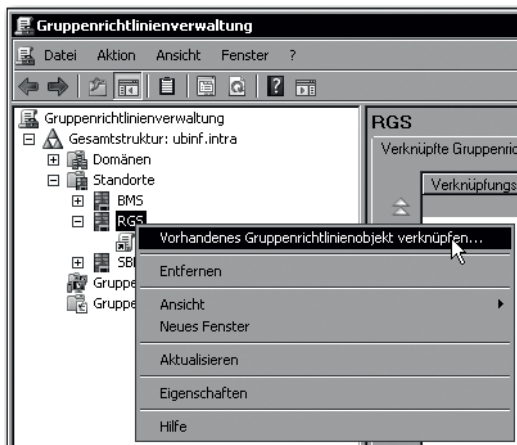 Gruppenrichtlinienverwaltung
Datei Aktion Ansicht Fenster ?
Gruppenrichtlinienverwaltung
Gesamtstruktur: ubinf.intra
Domänen
Standorte
BMS
RGS
SB
Gruppe
Gruppe
RGS
Verknüpfte Gruppenric
Verknüpfungs
Vorhandenes Gruppenrichtlinienobjekt verknüpfen...
Entfernen
Ansicht
Neues Fenster
Aktualisieren
Eigenschaften
Hilfe